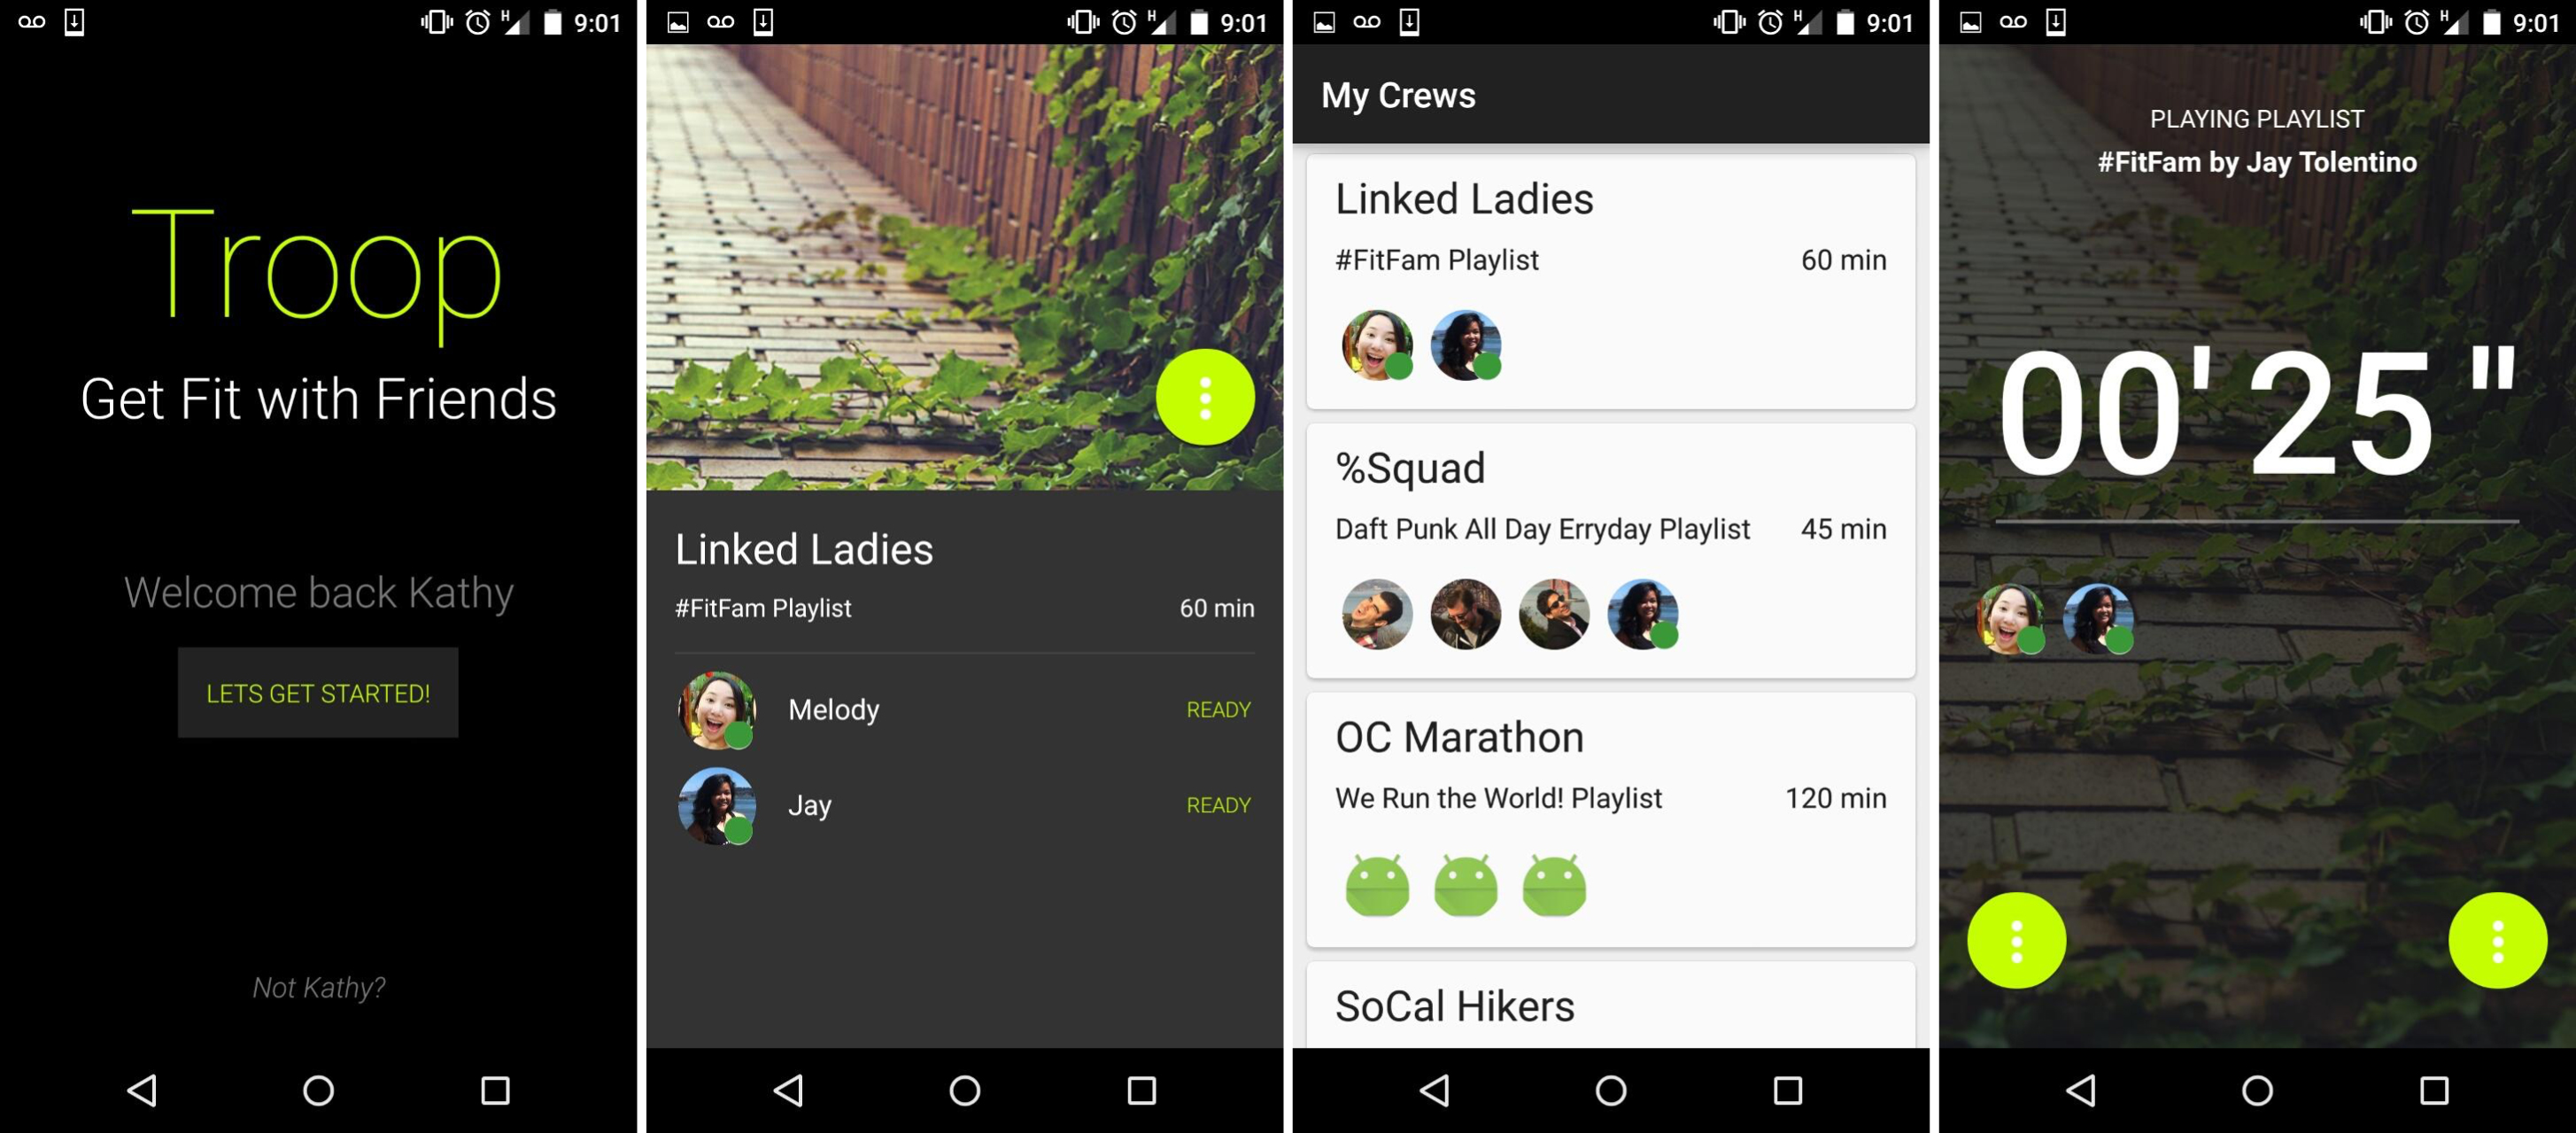 H 9:01
Troop
Get Fit with Friends
Welcome back Kathy
LETS GET STARTED!
Not Kathy?
H 9:01
Linked Ladies
#FitFam Playlist 60 min
Melody READY
Jay READY
H 9:01
My Crews
Linked Ladies
#FitFam Playlist 60 min
%Squad
Daft Punk All Day Erryday Playlist 45 min
OC Marathon
We Run the World! Playlist 120 min
SoCal Hikers
H 9:01
PLAYING PLAYLIST
#FitFam by Jay Tolentino
00' 25 "